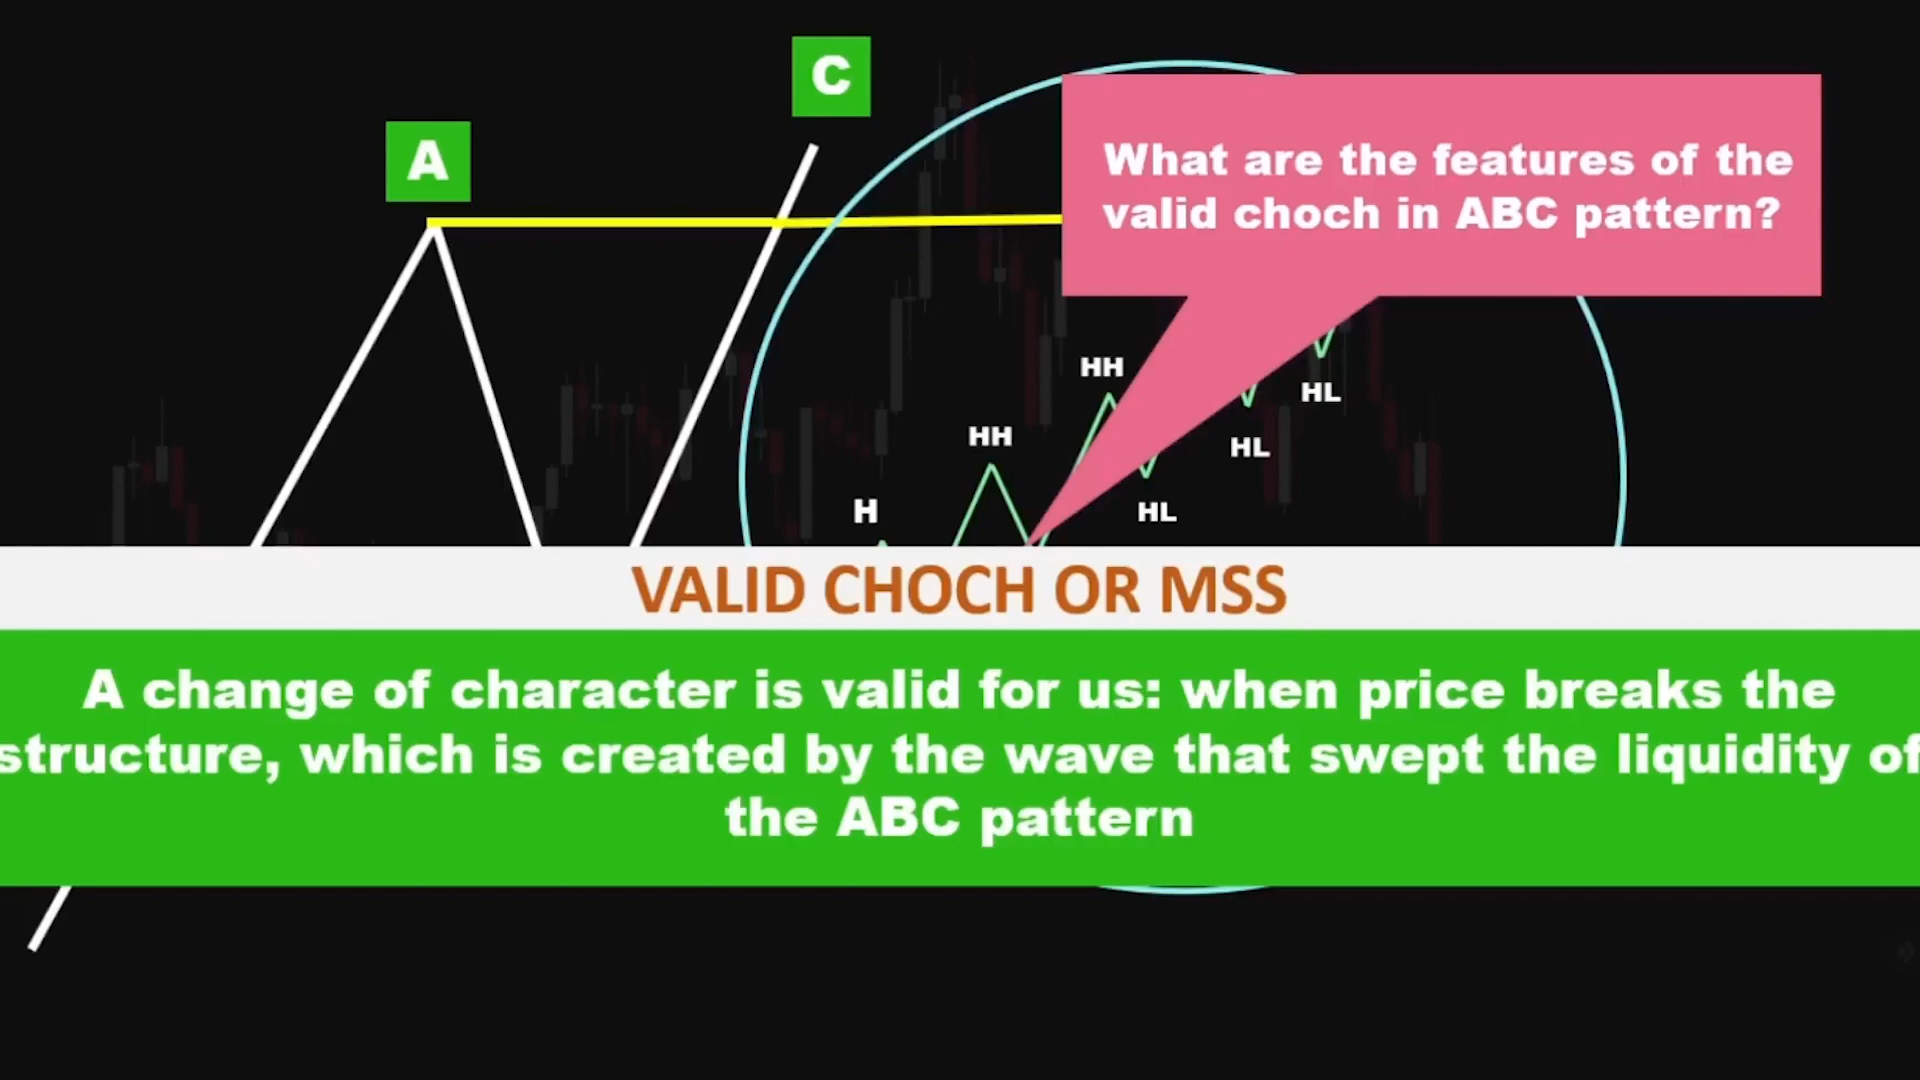 C
A
What are the features of the
valid choch in ABC pattern?
HH
HL
HH
HL
H
HL
VALID CHOCH OR MSS
A change of character is valid for us: when price breaks the
structure, which is created by the wave that swept the liquidity of
the ABC pattern